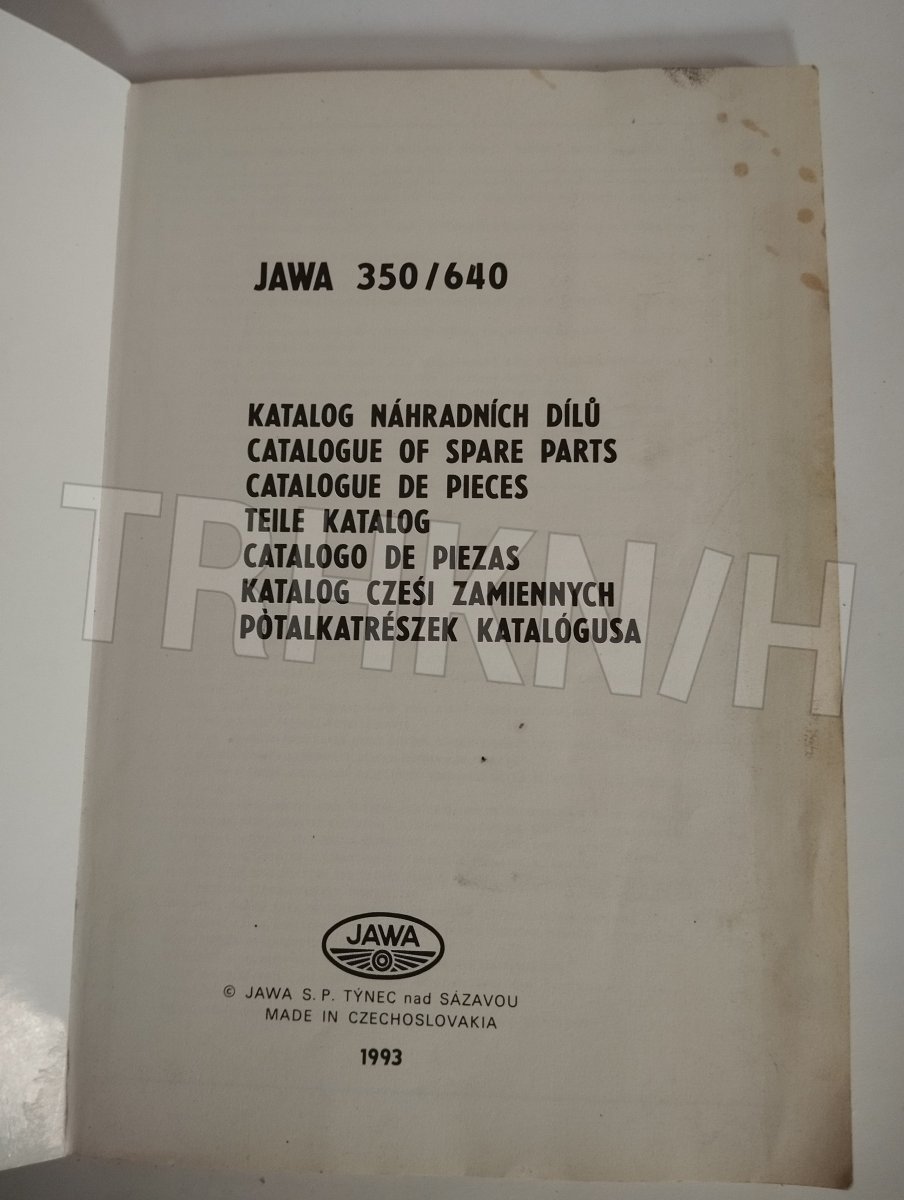 JAWA 350/640
KATALOG NÁHRADNÍCH DÍLŮ
CATALOGUE OF SPARE PARTS
CATALOGUE DE PIECES
TEILE KATALOG
CATALOGO DE PIEZAS
KATALOG CZEŚI ZAMIENNYCH
PÒTALKATRÉSZEK KATALÓGUSA
TRHKN/H
JAWA
© JAWA S.P. TÝNEC nad SÁZAVOU
MADE IN CZECHOSLOVAKIA
1993